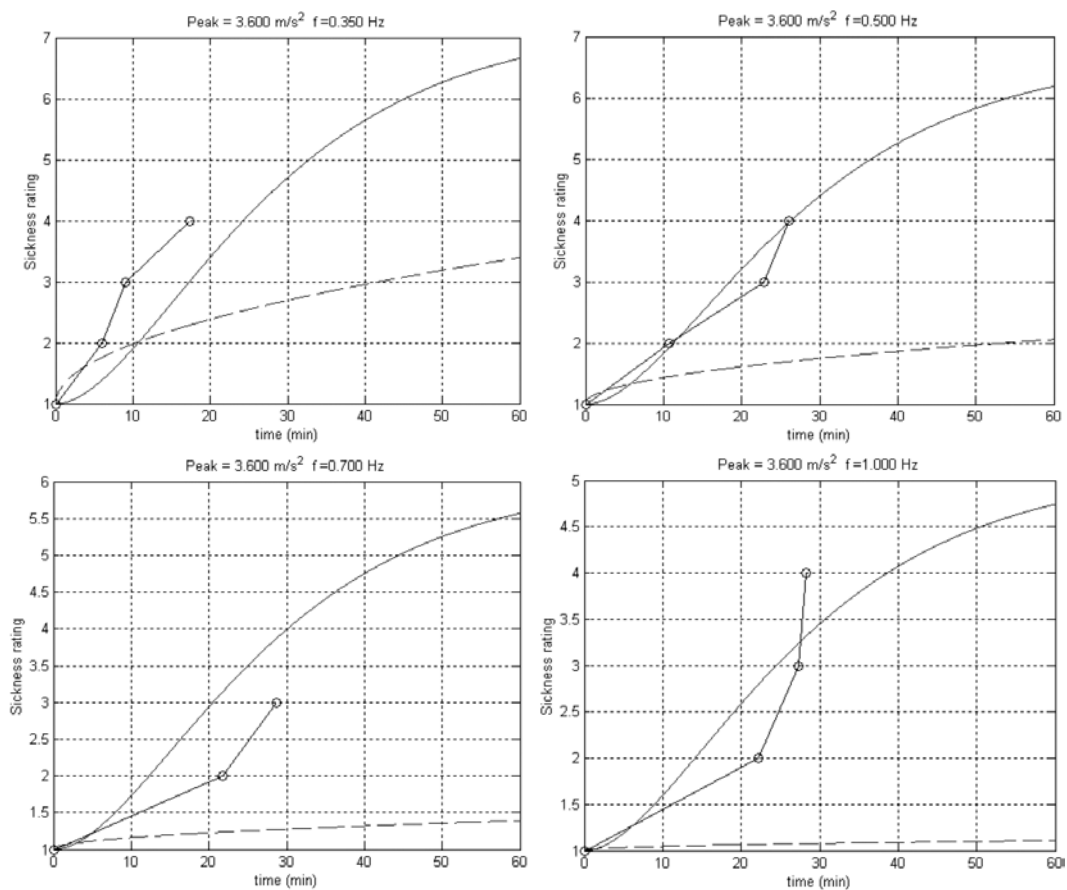 Peak = 3.600 m/s² f=0.350 Hz
7
6
5
4
3
2
1
Sickness rating
0 10 20 30 40 50 60
time (min)
Peak = 3.600 m/s² f=0.500 Hz
7
6
5
4
3
2
1
Sickness rating
0 10 20 30 40 50 60
time (min)
Peak = 3.600 m/s² f=0.700 Hz
6
5.5
5
4.5
4
3.5
3
2.5
2
1.5
1
Sickness rating
0 10 20 30 40 50 60
time (min)
Peak = 3.600 m/s² f=1.000 Hz
5
4.5
4
3.5
3
2.5
2
1.5
1
Sickness rating
0 10 20 30 40 50 60
time (min)